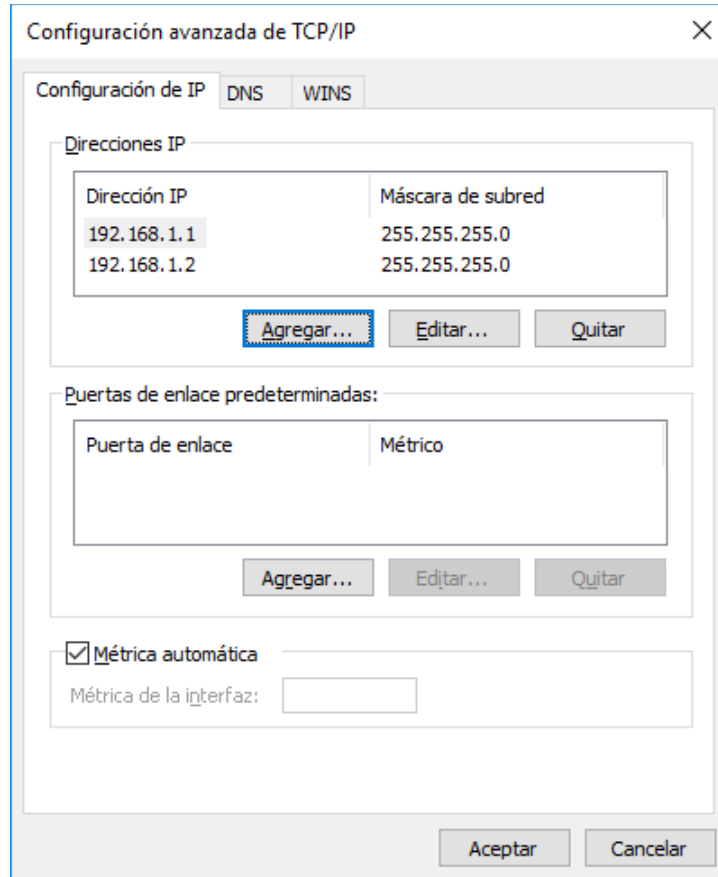 Configuración avanzada de TCP/IP
Configuración de IP DNS WINS
Direcciones IP
Dirección IP Máscara de subred
192.168.1.1 255.255.255.0
192.168.1.2 255.255.255.0
Agregar... Editar... Quitar
Puertas de enlace predeterminadas:
Puerta de enlace Métrico
Agregar... Editar... Quitar
Métrica automática
Métrica de la interfaz:
Aceptar Cancelar